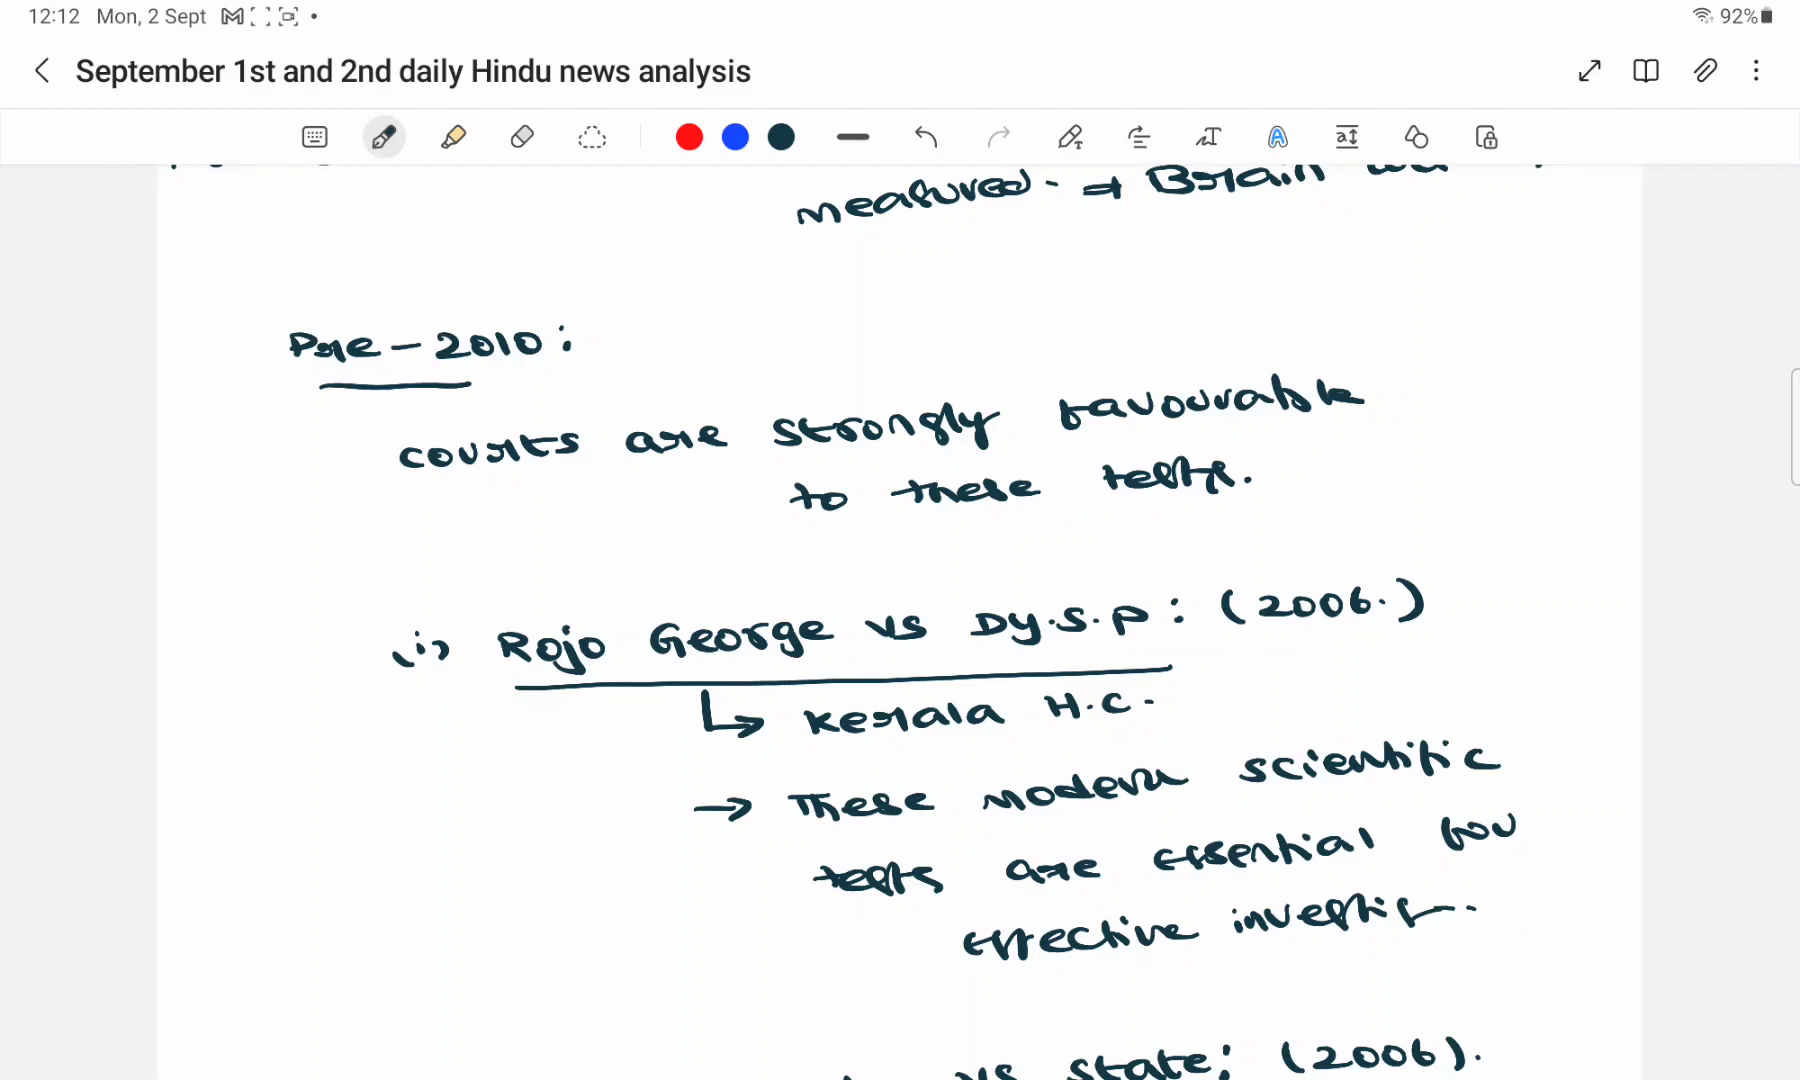 12:12 Mon, 2 Sept
92%
September 1st and 2nd daily Hindu news analysis
measured. ⇒ Brain
Pre - 2010:
courts are strongly favourable
to these tests.
(i) Rojo George vs Dy.S.P: (2006.)
↳ Kerala H.C.
→ These modern scientific
tests are essential for
effective
vs state; (2006).